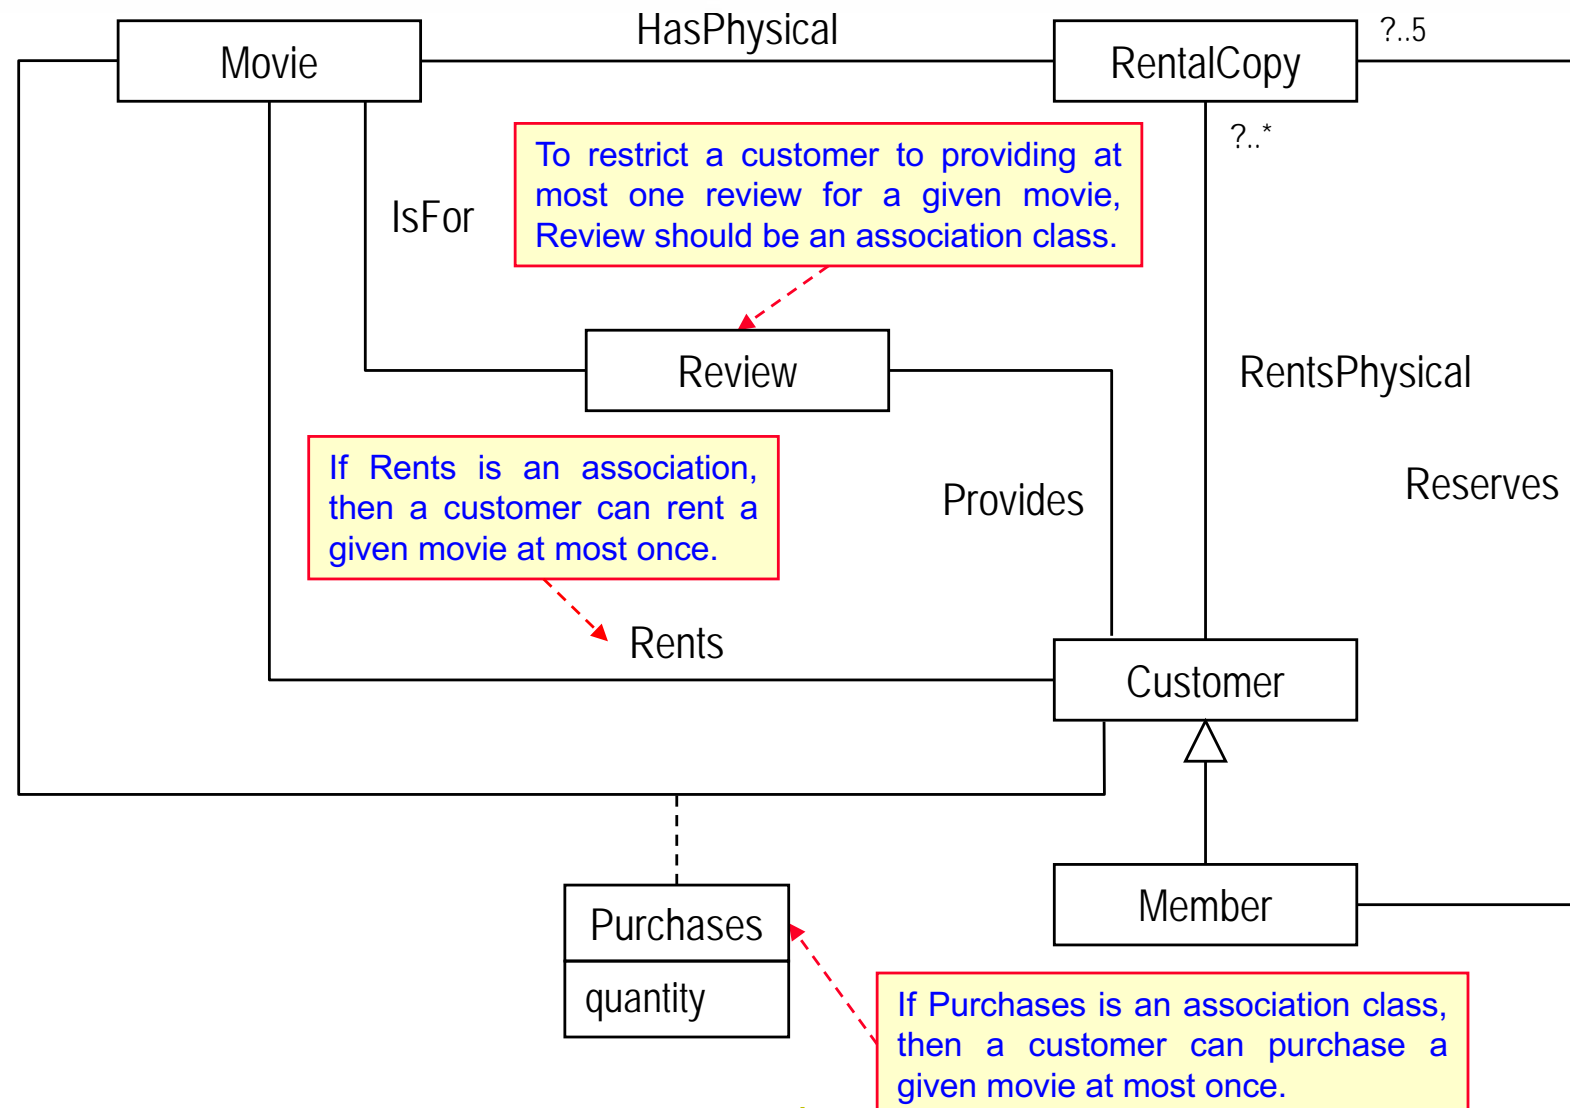 HasPhysical
?..5
Movie
RentalCopy
?..*
To restrict a customer to providing at
most one review for a given movie,
Review should be an association class.
IsFor
Review
RentsPhysical
If Rents is an association,
then a customer can rent a
given movie at most once.
Provides
Reserves
Rents
Customer
Member
Purchases
quantity
If Purchases is an association class,
then a customer can purchase a
given movie at most once.